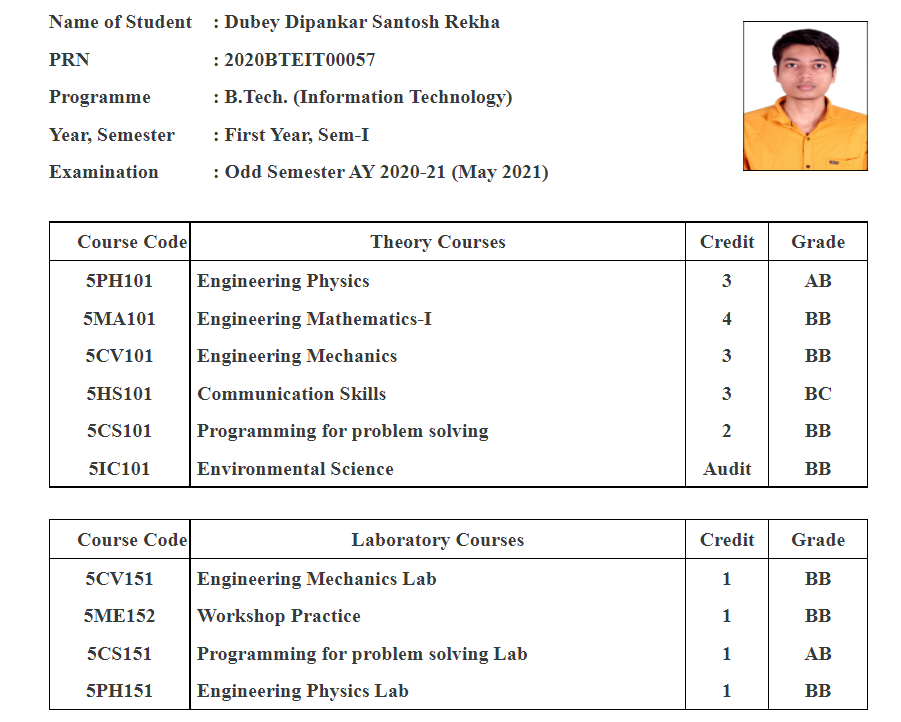 Name of Student : Dubey Dipankar Santosh Rekha
PRN : 2020BTEIT00057
Programme : B.Tech. (Information Technology)
Year, Semester : First Year, Sem-I
Examination : Odd Semester AY 2020-21 (May 2021)
Course Code Theory Courses Credit Grade
5PH101 Engineering Physics 3 AB
5MA101 Engineering Mathematics-I 4 BB
5CV101 Engineering Mechanics 3 BB
5HS101 Communication Skills 3 BC
5CS101 Programming for problem solving 2 BB
5IC101 Environmental Science Audit BB
Course Code Laboratory Courses Credit Grade
5CV151 Engineering Mechanics Lab 1 BB
5ME152 Workshop Practice 1 BB
5CS151 Programming for problem solving Lab 1 AB
5PH151 Engineering Physics Lab 1 BB